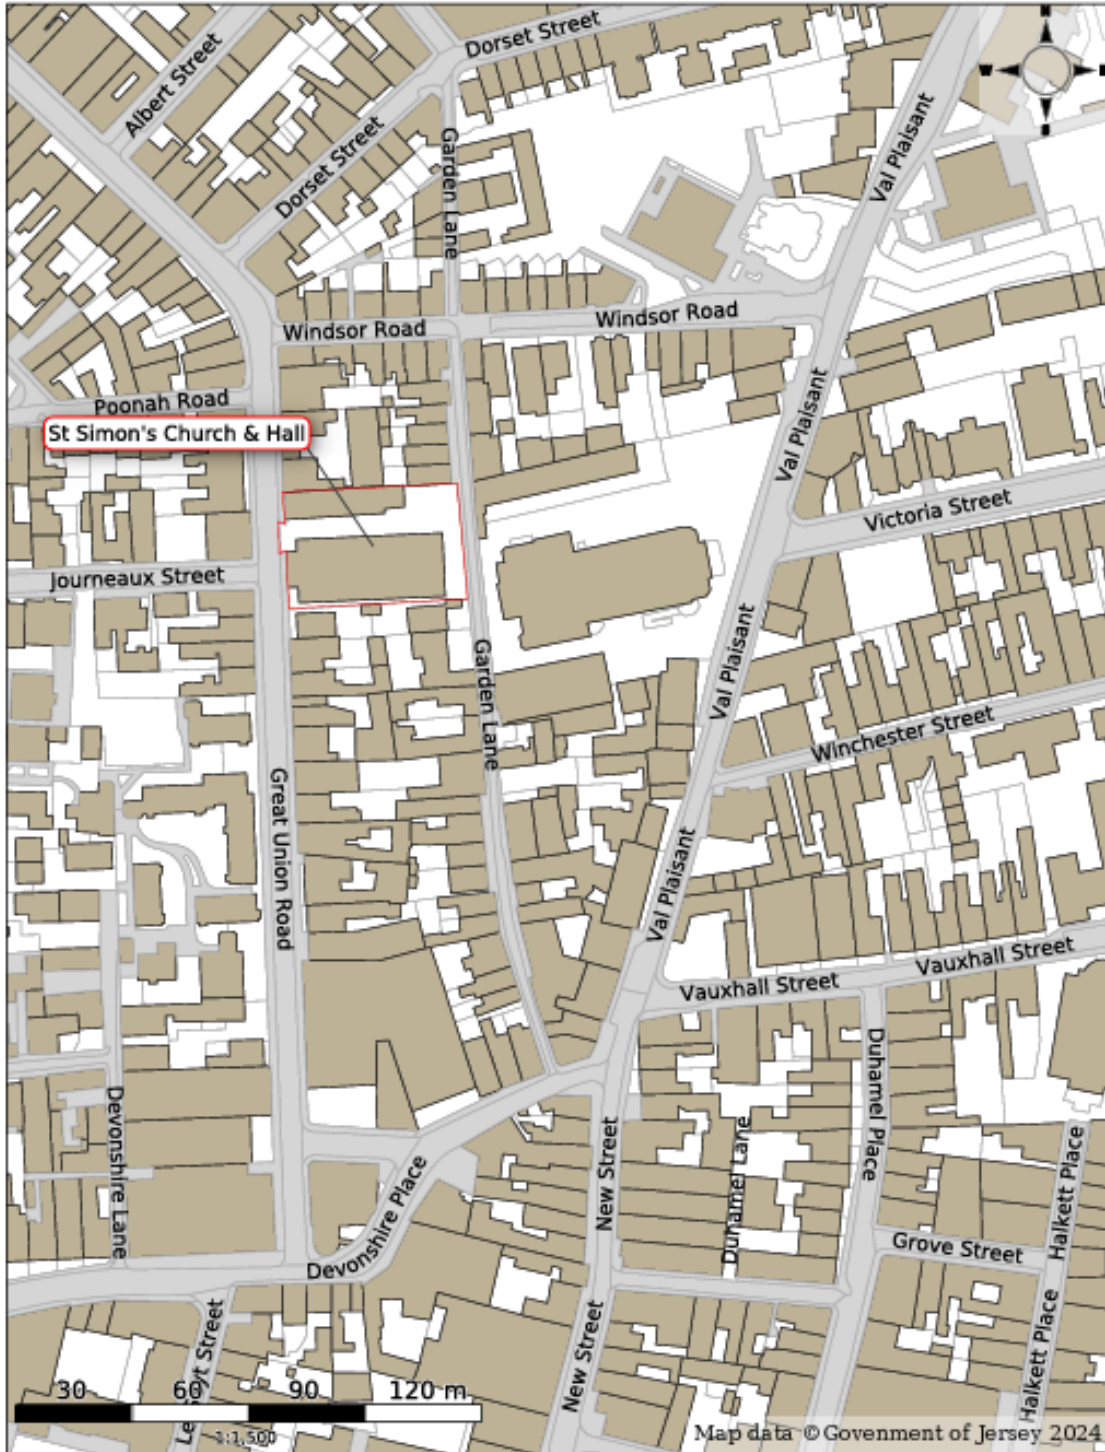 Dorset Street
Albert Street
Dorset Street
Garden Lane
Val Plaisant
Windsor Road
Windsor Road
Poonah Road
St Simon's Church & Hall
Val Plaisant
Victoria Street
Journeaux Street
Garden Lane
Val Plaisant
Winchester Street
Great Union Road
Val Plaisant
Vauxhall Street
Vauxhall Street
Duhamel Place
Devonshire Lane
Devonshire Place
New Street
Duhamel Lane
Halkett Place
Grove Street
New Street
Halkett Place
Street
30 60 90 120 m
1:1,500
Map data © Govenment of Jersey 2024